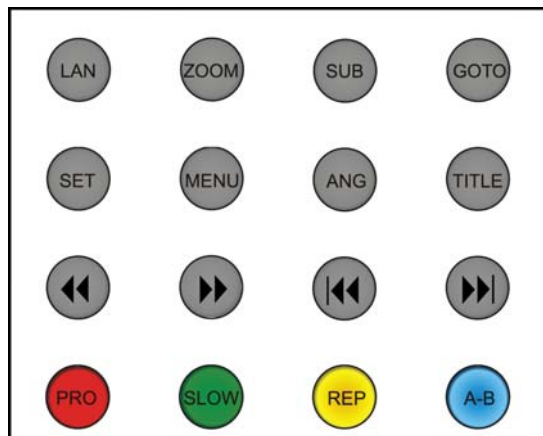 LAN ZOOM SUB GOTO
SET MENU ANG TITLE
PRO SLOW REP A-B